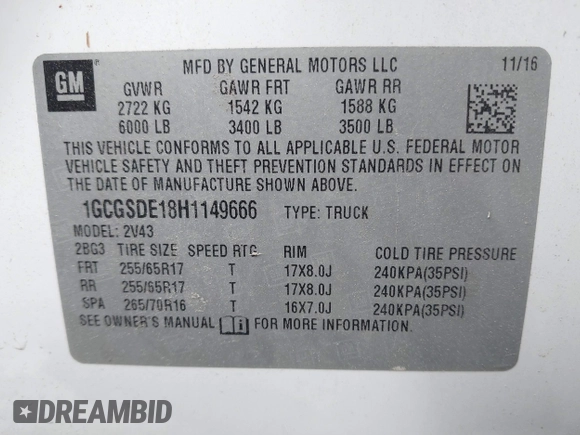 GM
MFD BY GENERAL MOTORS LLC 11/16
GVWR GAWR FRT GAWR RR
2722 KG 1542 KG 1588 KG
6000 LB 3400 LB 3500 LB
THIS VEHICLE CONFORMS TO ALL APPLICABLE U.S. FEDERAL MOTOR
VEHICLE SAFETY AND THEFT PREVENTION STANDARDS IN EFFECT ON
THE DATE OF MANUFACTURE SHOWN ABOVE.
1GCGSDE18H1149666 TYPE: TRUCK
MODEL: 2V43
2BG3 TIRE SIZE SPEED RTG RIM COLD TIRE PRESSURE
FRT 255/65R17 T 17X8.0J 240KPA(35PSI)
RR 255/65R17 T 17X8.0J 240KPA(35PSI)
SPA 265/70R16 T 16X7.0J 240KPA(35PSI)
SEE OWNER'S MANUAL FOR MORE INFORMATION.
DREAMBID